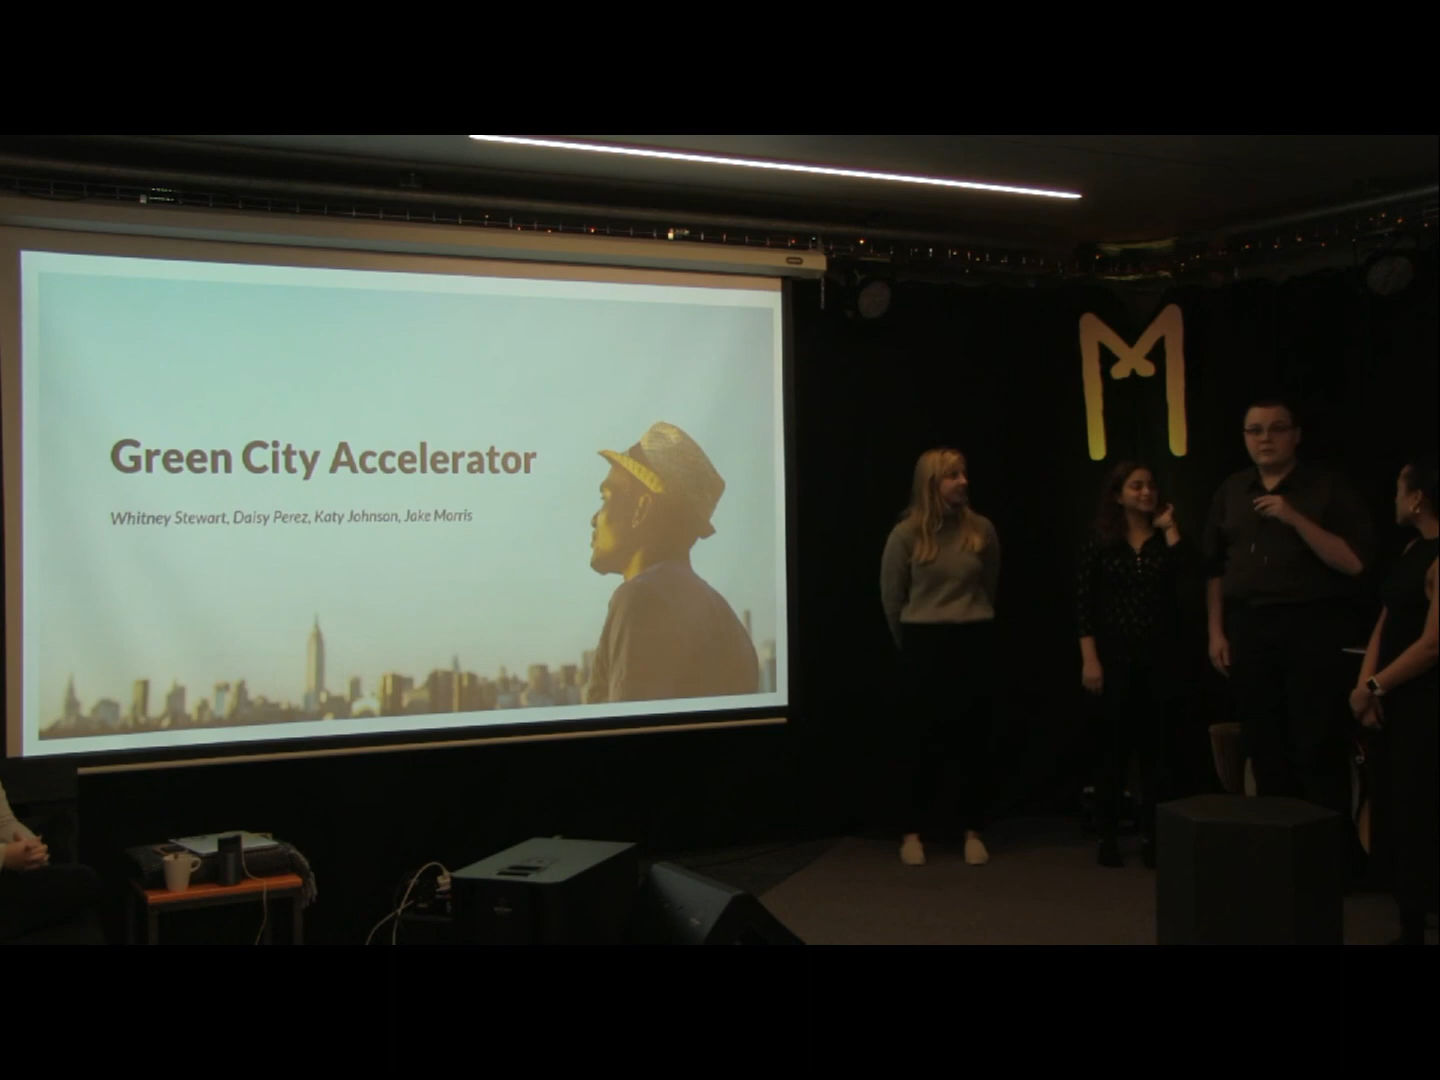 Green City Accelerator
Whitney Stewart, Daisy Perez, Katy Johnson, Jake Morris
M